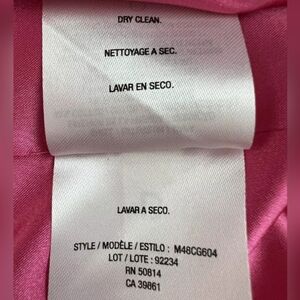 DRY CLEAN.
NETTOYAGE A SEC.
LAVAR EN SECO.
LAVAR A SECO.
STYLE / MODÈLE / ESTILO : M48CG604
LOT / LOTE : 92234
RN 50814
CA 39861